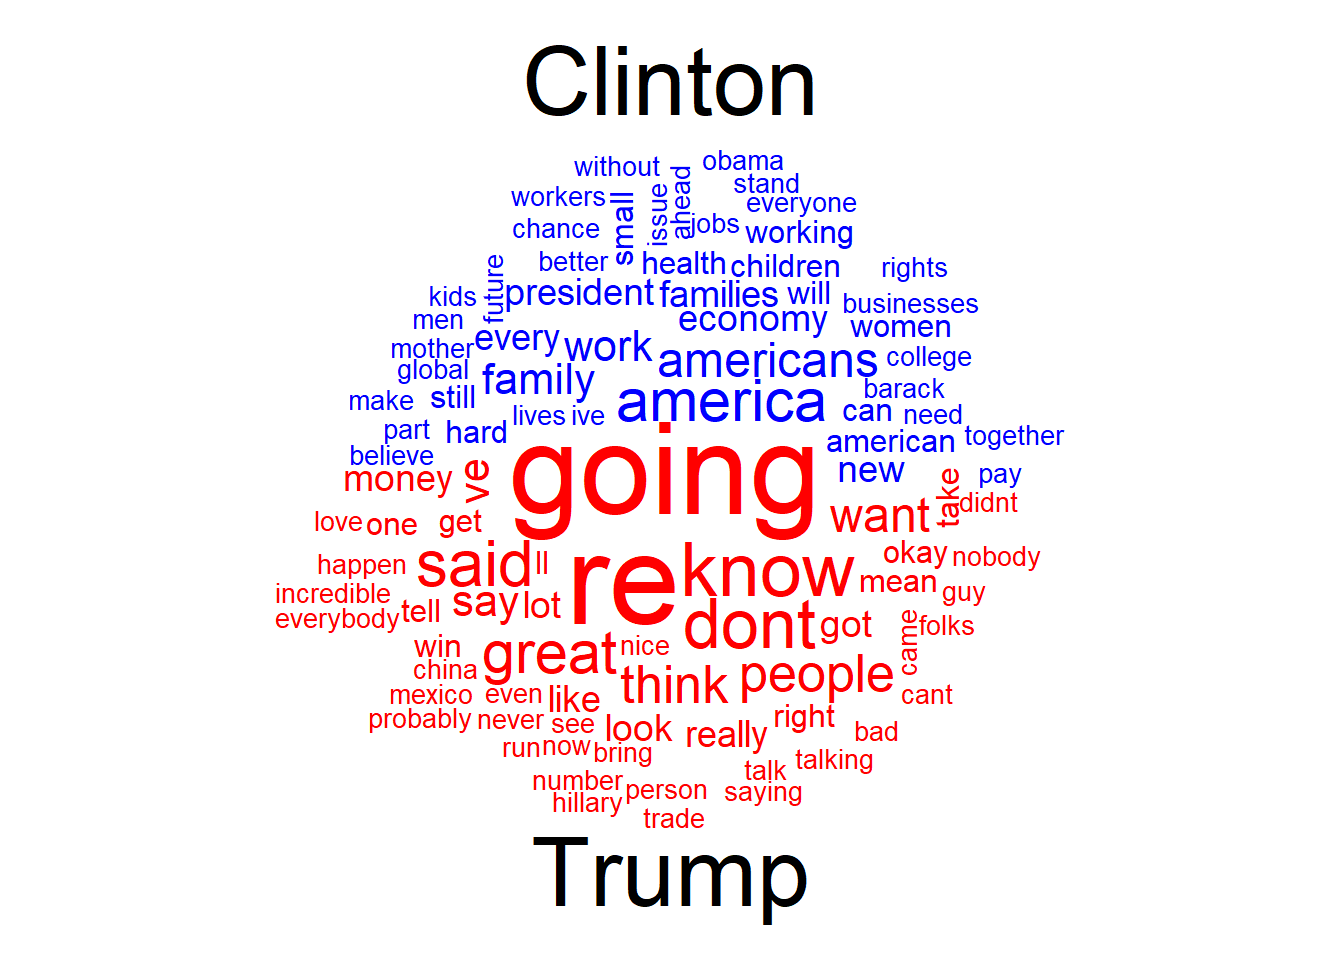 Clinton
without obama
workers small issue ahead stand
everyone
chance jobs working
better health children rights
kids future president families will businesses
men economy women
mother every work americans college
global family barack
make still america can need
part hard lives ive american together
believe going new pay
money ve want take didnt
love one get
happen said ll re know okay nobody
incredible say lot mean guy
everybody tell dont got came folks
win great nice
china think people
mexico even like cant
probably never see look really right bad
run now bring talking
number person talk saying
hillary
trade
Trump